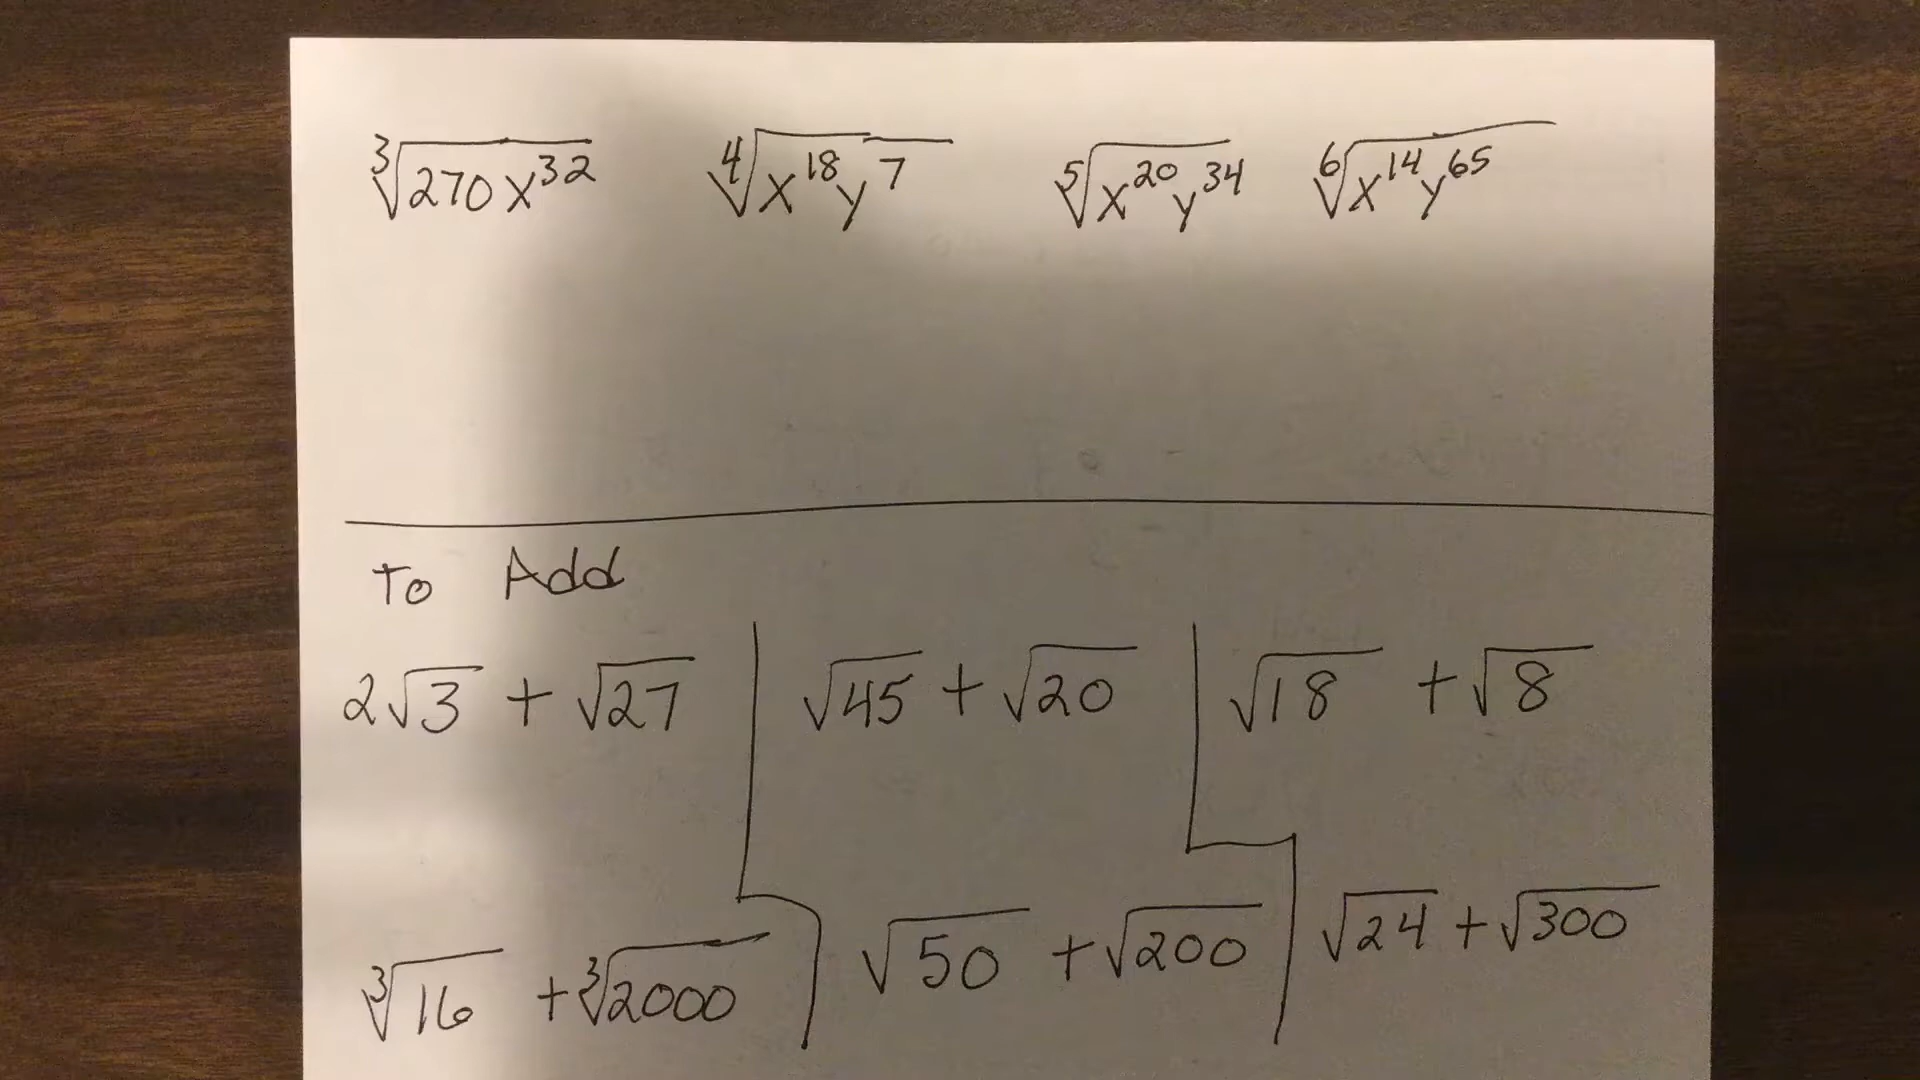 ∛270x³² ∜x¹⁸y⁷ ⁵√x²⁰y³⁴ ⁶√x¹⁴y⁶⁵
To Add
2√3 + √27 √45 + √20 √18 + √8
∛16 + ∛2000 √50 + √200 √24 + √300